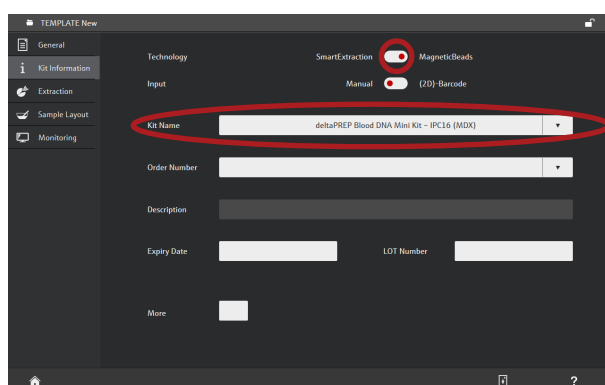 TEMPLATE New
General
Kit Information
Extraction
Sample Layout
Monitoring
Technology SmartExtraction MagneticBeads
Input Manual (2D)-Barcode
Kit Name deltaPREP Blood DNA Mini Kit – IPC16 (MDX)
Order Number
Description
Expiry Date LOT Number
More
?